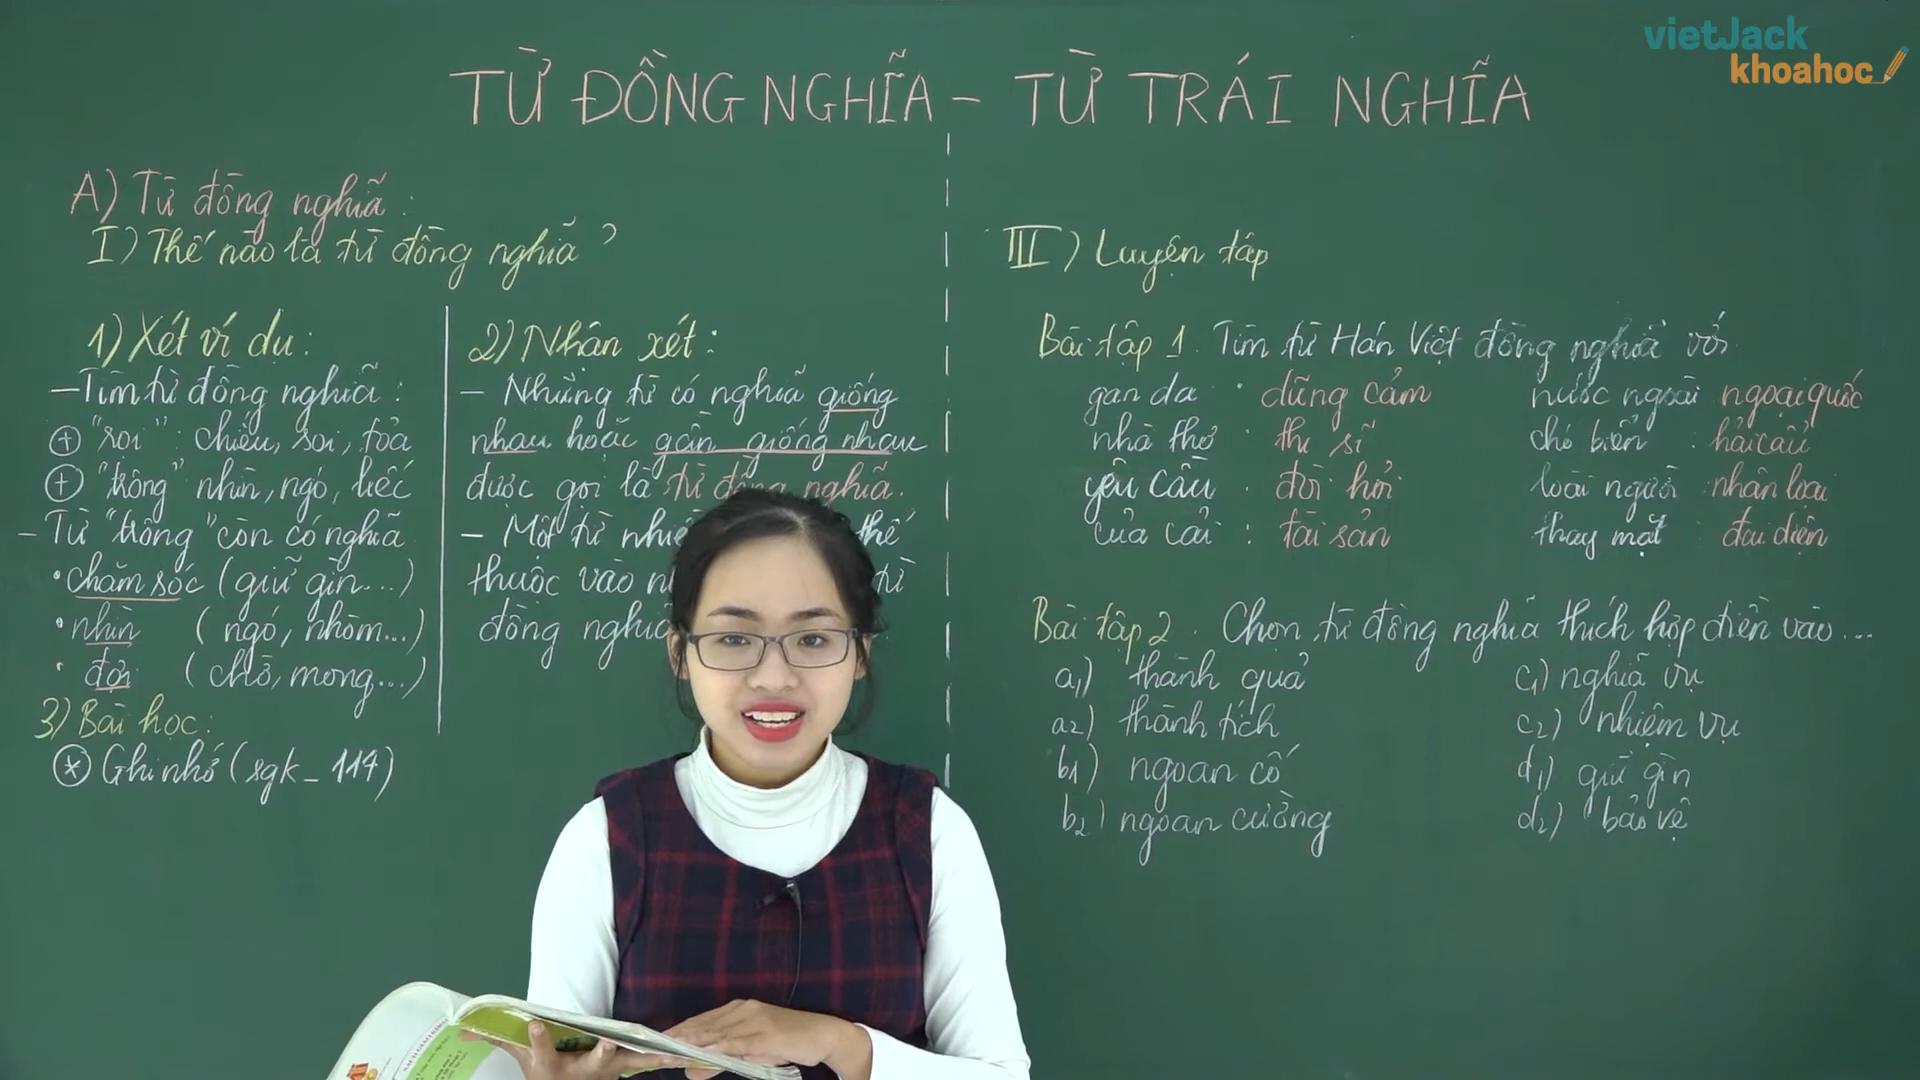 vietJack
khoahoc
TỪ ĐỒNG NGHĨA – TỪ TRÁI NGHĨA
A) Từ đồng nghĩa :
I) Thế nào là từ đồng nghĩa ?
1) Xét ví dụ :
– Tìm từ đồng nghĩa :
+ "rọi" : chiếu, soi, tỏa
+ "trông" nhìn, ngó, liếc
– Từ "trông" còn có nghĩa
• chăm sóc (giữ gìn...)
• nhìn (ngó, nhòm...)
• đợi (chờ, mong...)
3) Bài học :
* Ghi nhớ (sgk – 114)
2) Nhận xét :
– Những từ có nghĩa giống
nhau hoặc gần giống nhau
được gọi là từ đồng nghĩa.
– Một từ thế
thuộc vào từ
đồng nghĩa
III) Luyện tập
Bài tập 1. Tìm từ Hán Việt đồng nghĩa với
gan dạ : dũng cảm nước ngoài ngoại quốc
nhà thơ : thi sĩ chó biển : hải cẩu
yêu cầu : đòi hỏi loài người : nhân loại
của cải : tài sản thay mặt : đại diện
Bài tập 2. Chọn từ đồng nghĩa thích hợp điền vào...
a1) thành quả c1) nghĩa vụ
a2) thành tích c2) nhiệm vụ
b1) ngoan cố d1) giữ gìn
b2) ngoan cường d2) bảo vệ